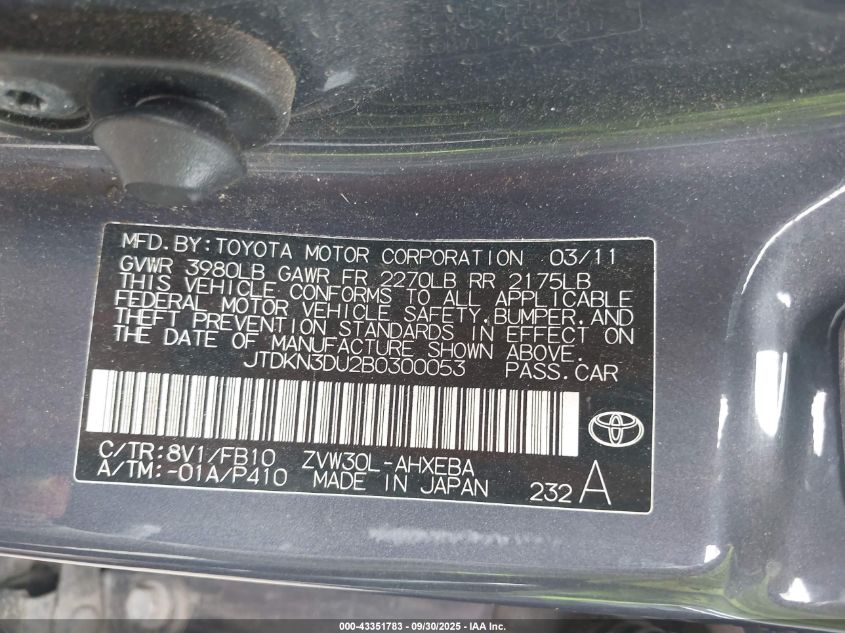 MFD. BY: TOYOTA MOTOR CORPORATION 03/11
GVWR 3980LB GAWR FR 2270LB RR 2175LB
THIS VEHICLE CONFORMS TO ALL APPLICABLE
FEDERAL MOTOR VEHICLE SAFETY, BUMPER, AND
THEFT PREVENTION STANDARDS IN EFFECT ON
THE DATE OF MANUFACTURE SHOWN ABOVE.
JTDKN3DU2B0300053 PASS. CAR
C/TR: 8V1/FB10 ZVW30L-AHXEBA
A/TM: -01A/P410 MADE IN JAPAN 232 A
000-43351783 - 09/30/2025 - IAA Inc.